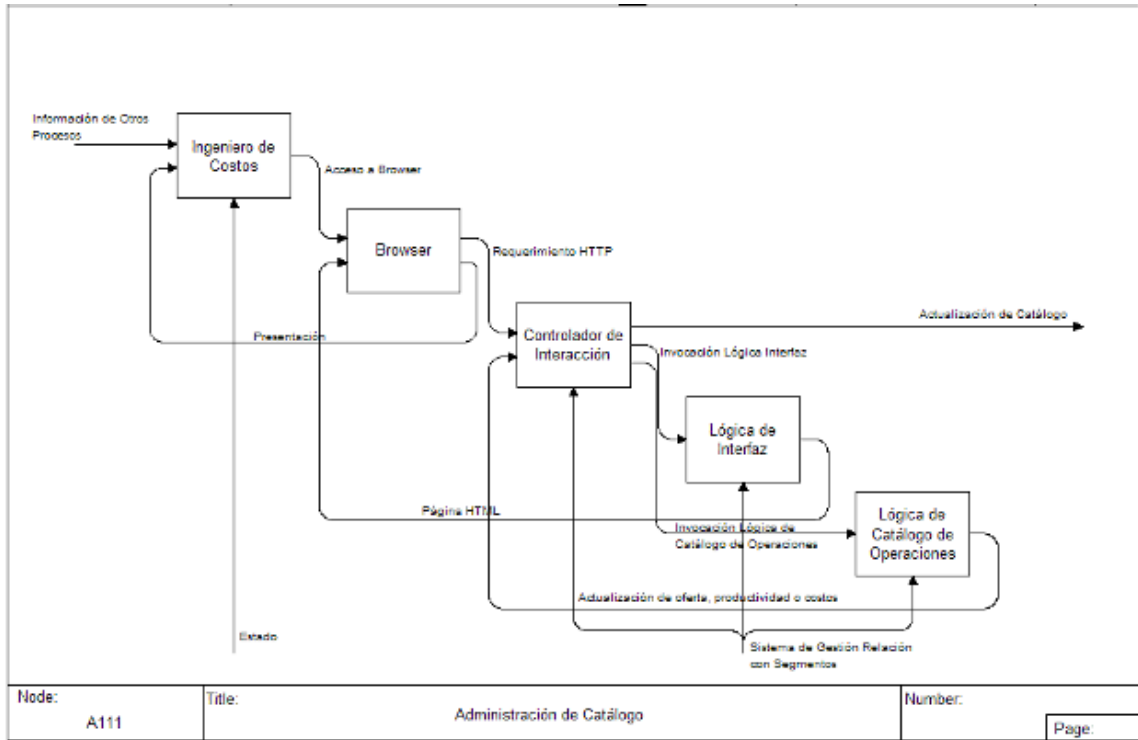 Información de Otros
Procesos
Ingeniero de
Costos
Acceso a Browser
Browser
Requerimiento HTTP
Presentación
Controlador de
Interacción
Actualización de Catálogo
Invocación Lógica Interfaz
Lógica de
Interfaz
Página HTML
Invocación Lógica de
Catálogo de Operaciones
Lógica de
Catálogo de
Operaciones
Actualización de oferta, productividad o costos
Estado
Sistema de Gestión Relación
con Segmentos
Node:
A111
Title:
Administración de Catálogo
Number:
Page: